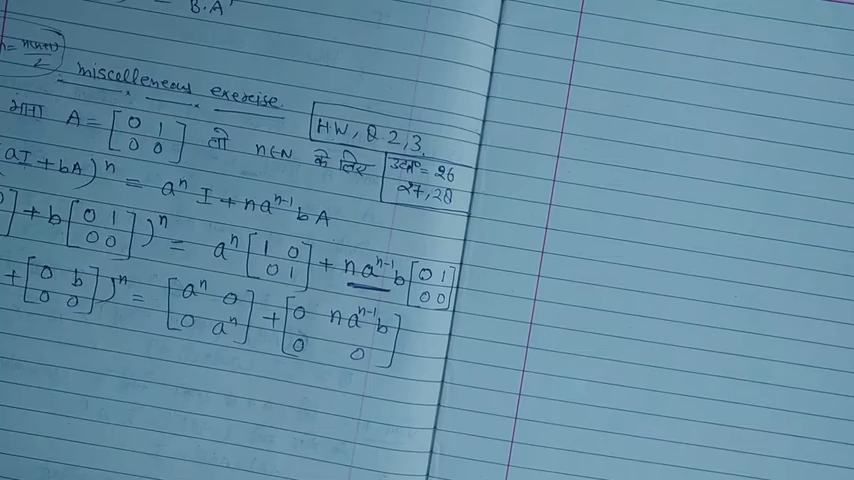 B.A
= n(n+1)/2
miscelleneous exercise.
माना A = [0 1; 0 0] तो n∈N के लिए
HW, Q. 2, 3.
उदा० = 26
27, 28
(aI + bA)^n = a^n I + na^(n-1) bA
] + b[0 1; 0 0])^n = a^n [1 0; 0 1] + na^(n-1) b[0 1; 0 0]
+ [0 b; 0 0])^n = [a^n 0; 0 a^n] + [0 na^(n-1)b; 0 0]